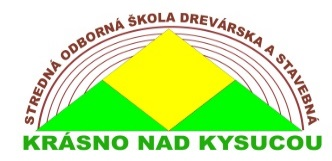 STREDNÁ ODBORNÁ ŠKOLA DREVÁRSKA A STAVEBNÁ
KRÁSNO NAD KYSUCOU